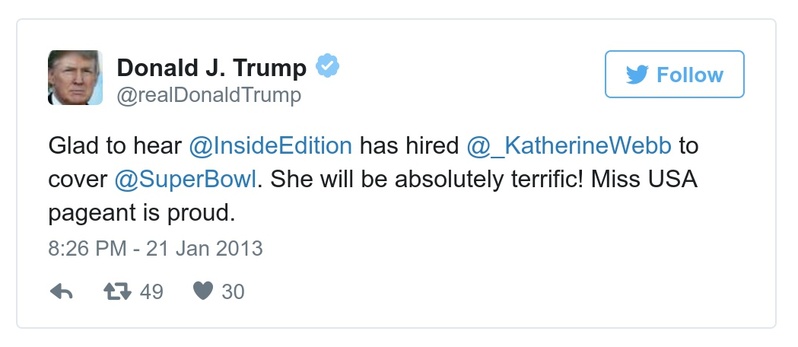 Donald J. Trump
@realDonaldTrump
Follow
Glad to hear @InsideEdition has hired @_KatherineWebb to
cover @SuperBowl. She will be absolutely terrific! Miss USA
pageant is proud.
8:26 PM - 21 Jan 2013
49 30